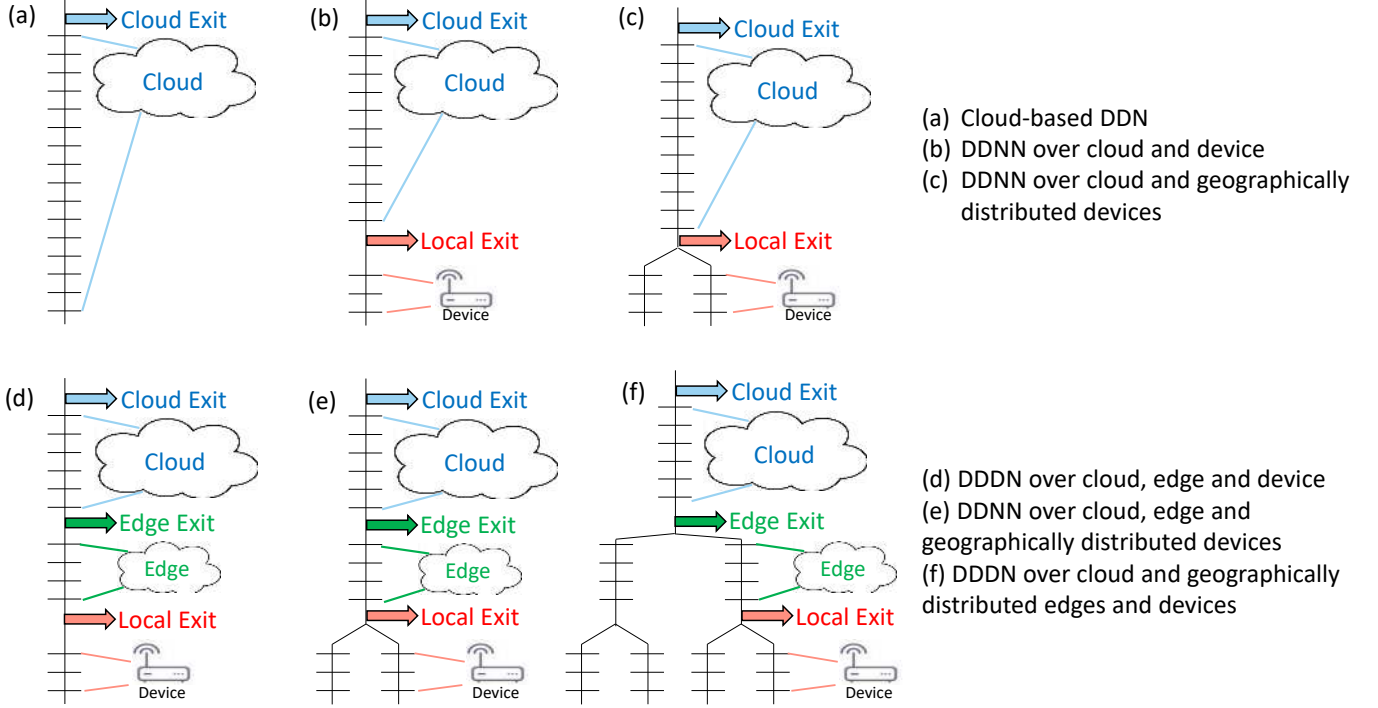 (a)
Cloud Exit
Cloud
(b)
Cloud Exit
Cloud
Local Exit
Device
(c)
Cloud Exit
Cloud
Local Exit
Device
(a) Cloud-based DDN
(b) DDNN over cloud and device
(c) DDNN over cloud and geographically
distributed devices
(d)
Cloud Exit
Cloud
Edge Exit
Edge
Local Exit
Device
(e)
Cloud Exit
Cloud
Edge Exit
Edge
Local Exit
Device
(f)
Cloud Exit
Cloud
Edge Exit
Edge
Local Exit
Device
(d) DDDN over cloud, edge and device
(e) DDNN over cloud, edge and
geographically distributed devices
(f) DDDN over cloud and geographically
distributed edges and devices